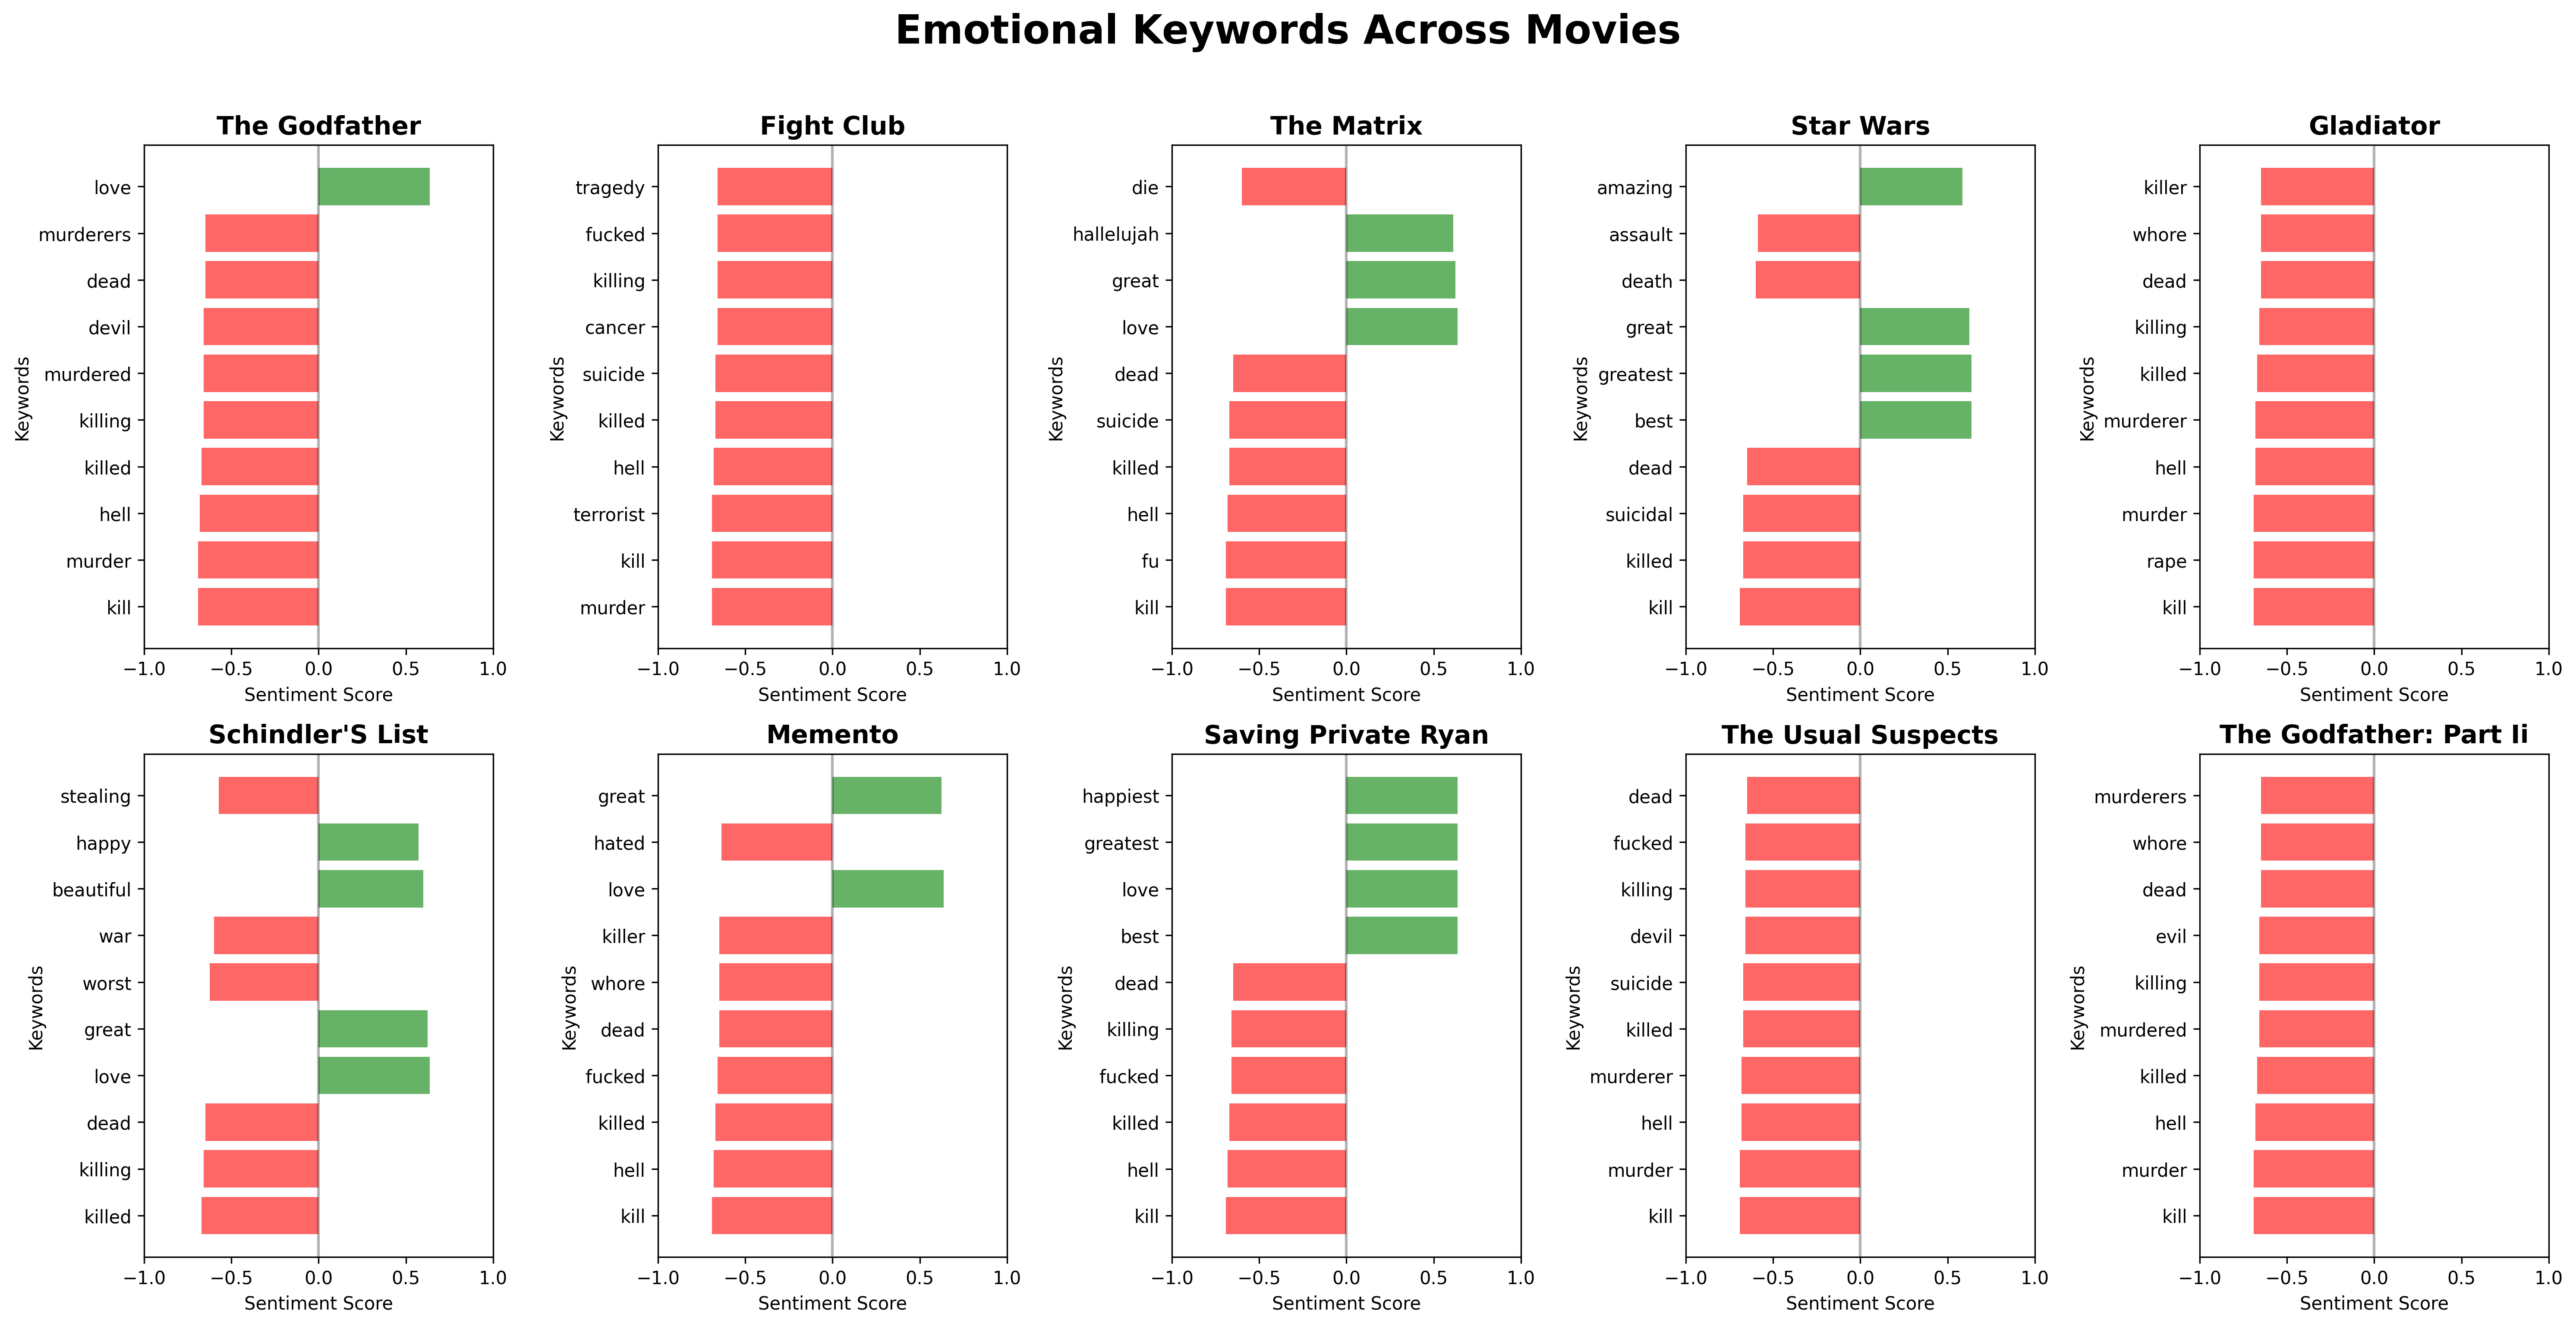 Emotional Keywords Across Movies
The Godfather
Keywords
love
murderers
dead
devil
murdered
killing
killed
hell
murder
kill
−1.0 −0.5 0.0 0.5 1.0
Sentiment Score
Fight Club
Keywords
tragedy
fucked
killing
cancer
suicide
killed
hell
terrorist
kill
murder
−1.0 −0.5 0.0 0.5 1.0
Sentiment Score
The Matrix
Keywords
die
hallelujah
great
love
dead
suicide
killed
hell
fu
kill
−1.0 −0.5 0.0 0.5 1.0
Sentiment Score
Star Wars
Keywords
amazing
assault
death
great
greatest
best
dead
suicidal
killed
kill
−1.0 −0.5 0.0 0.5 1.0
Sentiment Score
Gladiator
Keywords
killer
whore
dead
killing
killed
murderer
hell
murder
rape
kill
−1.0 −0.5 0.0 0.5 1.0
Sentiment Score
Schindler'S List
Keywords
stealing
happy
beautiful
war
worst
great
love
dead
killing
killed
−1.0 −0.5 0.0 0.5 1.0
Sentiment Score
Memento
Keywords
great
hated
love
killer
whore
dead
fucked
killed
hell
kill
−1.0 −0.5 0.0 0.5 1.0
Sentiment Score
Saving Private Ryan
Keywords
happiest
greatest
love
best
dead
killing
fucked
killed
hell
kill
−1.0 −0.5 0.0 0.5 1.0
Sentiment Score
The Usual Suspects
Keywords
dead
fucked
killing
devil
suicide
killed
murderer
hell
murder
kill
−1.0 −0.5 0.0 0.5 1.0
Sentiment Score
The Godfather: Part Ii
Keywords
murderers
whore
dead
evil
killing
murdered
killed
hell
murder
kill
−1.0 −0.5 0.0 0.5 1.0
Sentiment Score